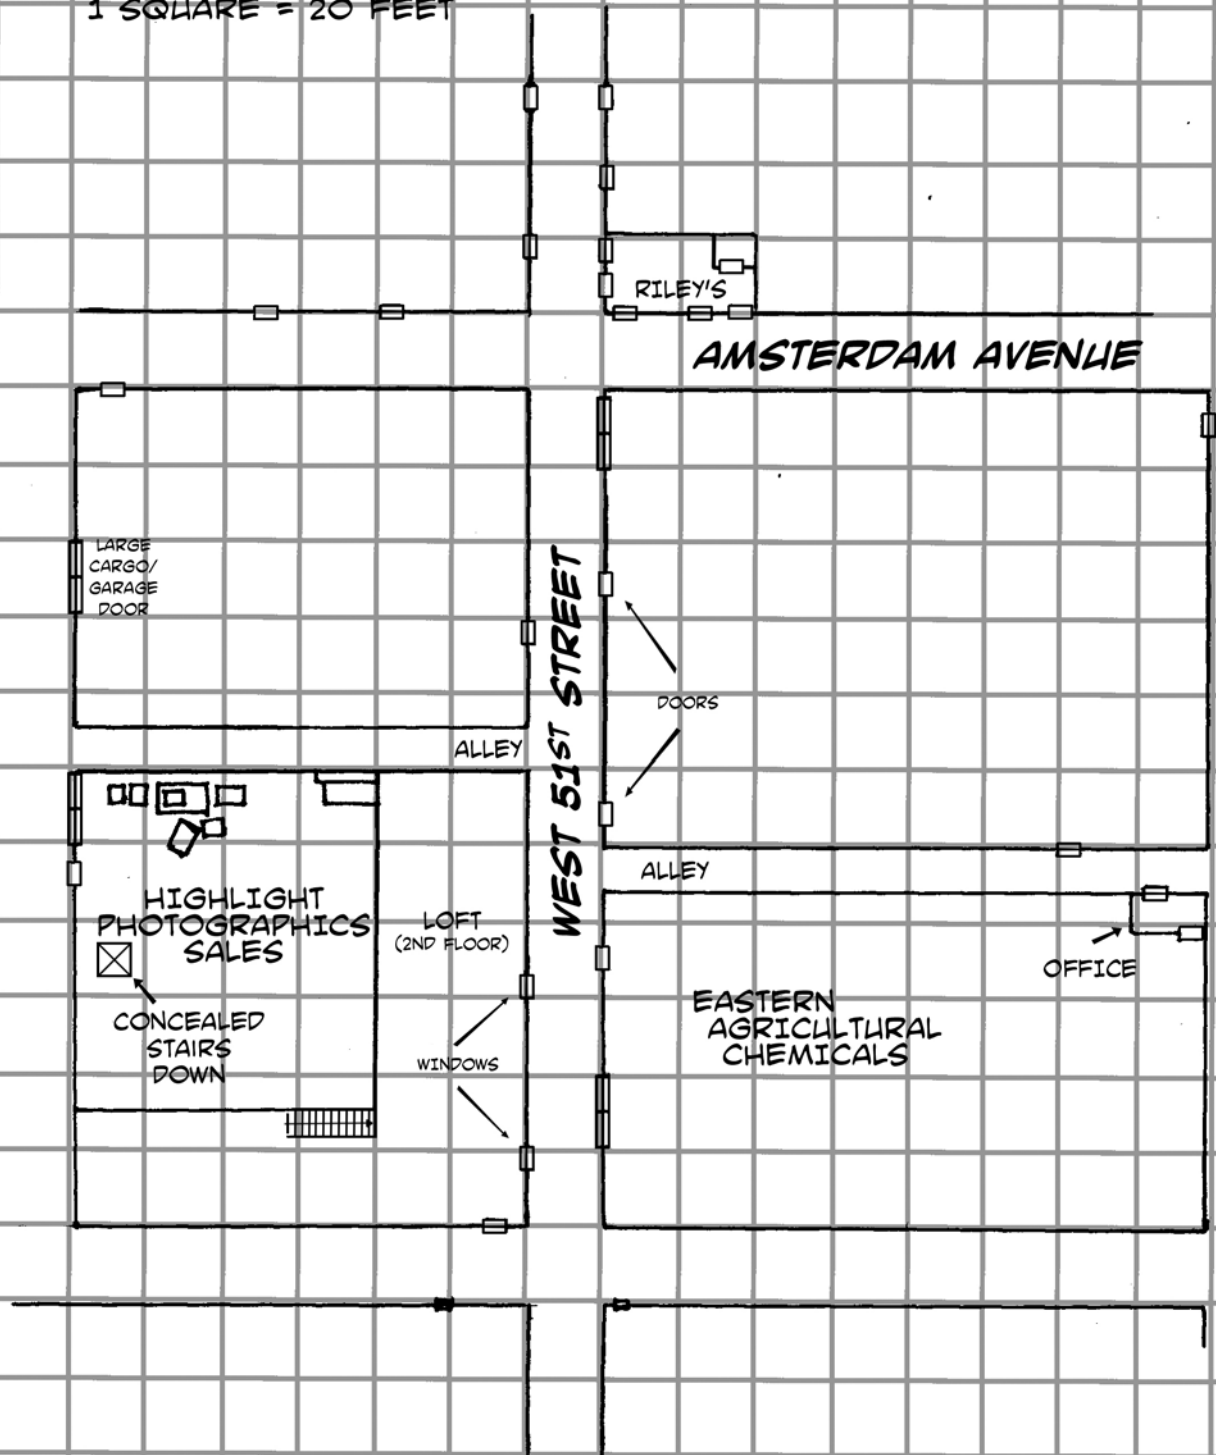 1 SQUARE = 20 FEET
RILEY'S
AMSTERDAM AVENUE
LARGE
CARGO/
GARAGE
DOOR
WEST 51ST STREET
DOORS
ALLEY
ALLEY
HIGHLIGHT
PHOTOGRAPHICS
SALES
LOFT
(2ND FLOOR)
OFFICE
CONCEALED
STAIRS
DOWN
WINDOWS
EASTERN
AGRICULTURAL
CHEMICALS